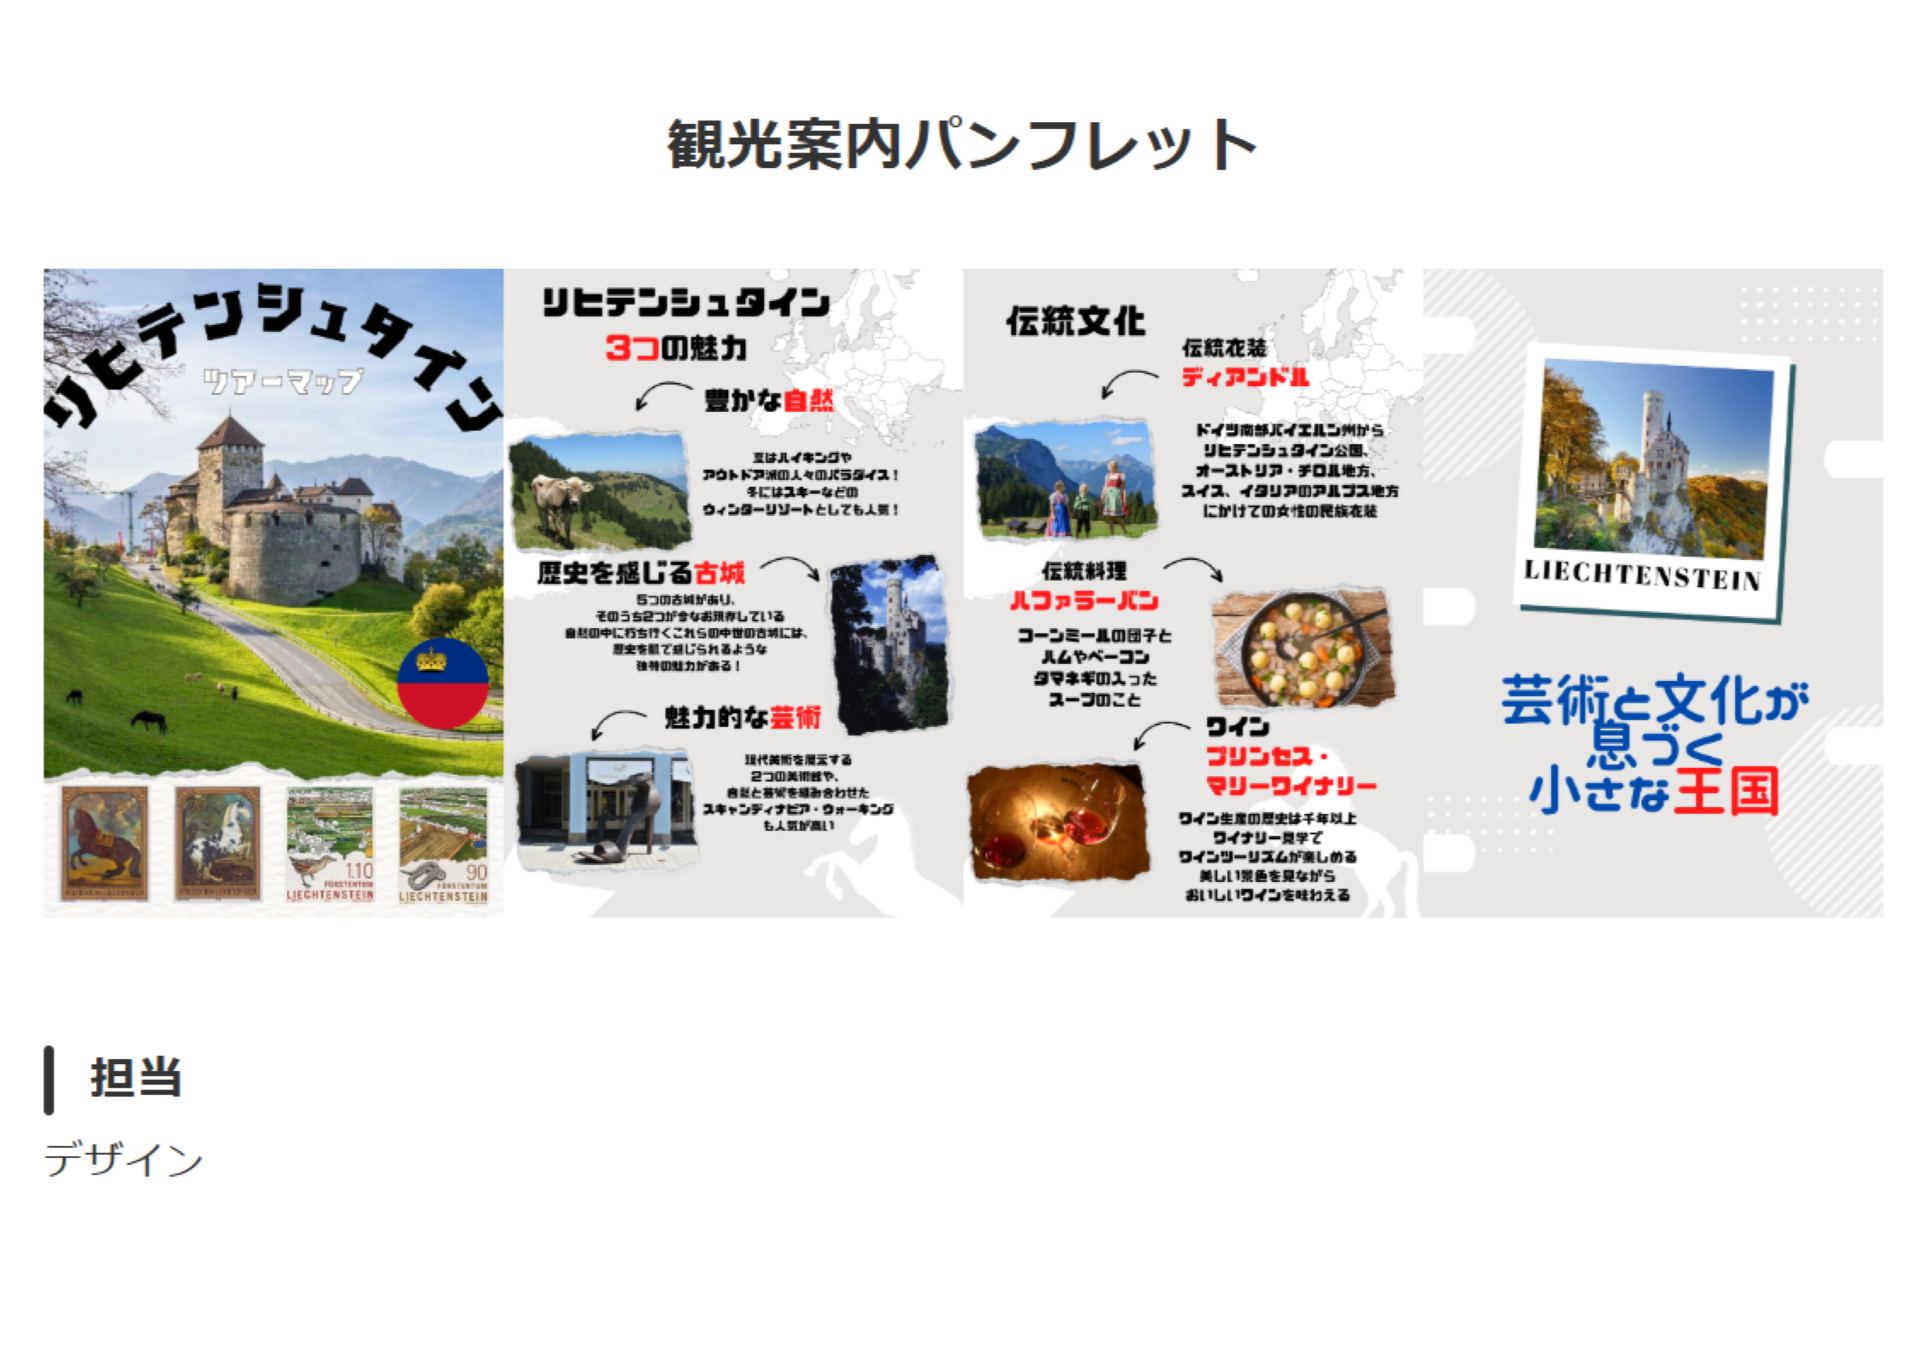 観光案内パンフレット
リヒテンシュタイン
ツアーマップ
1.10
FÜRSTENTUM
LIECHTENSTEIN
90
FÜRSTENTUM
LIECHTENSTEIN
リヒテンシュタイン
3つの魅力
豊かな自然
夏はハイキングや
アウトドア派の人々のパラダイス！
冬にはスキーなどの
ウィンターリゾートとしても人気！
歴史を感じる古城
5つの古城があり、
そのうち2つが今なお現存している
自然の中に朽ち行くこれらの中世の古城には、
歴史を肌で感じられるような
独特の魅力がある！
魅力的な芸術
現代美術を展示する
2つの美術館や、
自然と芸術を組み合わせた
スキャンディナビア・ウォーキング
も人気が高い
伝統文化
伝統衣装
ディアンドル
ドイツ南部バイエルン州から
リヒテンシュタイン公国、
オーストリア・チロル地方、
スイス、イタリアのアルプス地方
にかけての女性の民族衣装
伝統料理
ハファラーバン
コーンミールの団子と
ハムやベーコン
タマネギの入った
スープのこと
ワイン
プリンセス・
マリーワイナリー
ワイン生産の歴史は千年以上
ワイナリー見学で
ワインツーリズムが楽しめる
美しい景色を見ながら
おいしいワインを味わえる
LIECHTENSTEIN
芸術と文化が
息づく
小さな王国
担当
デザイン